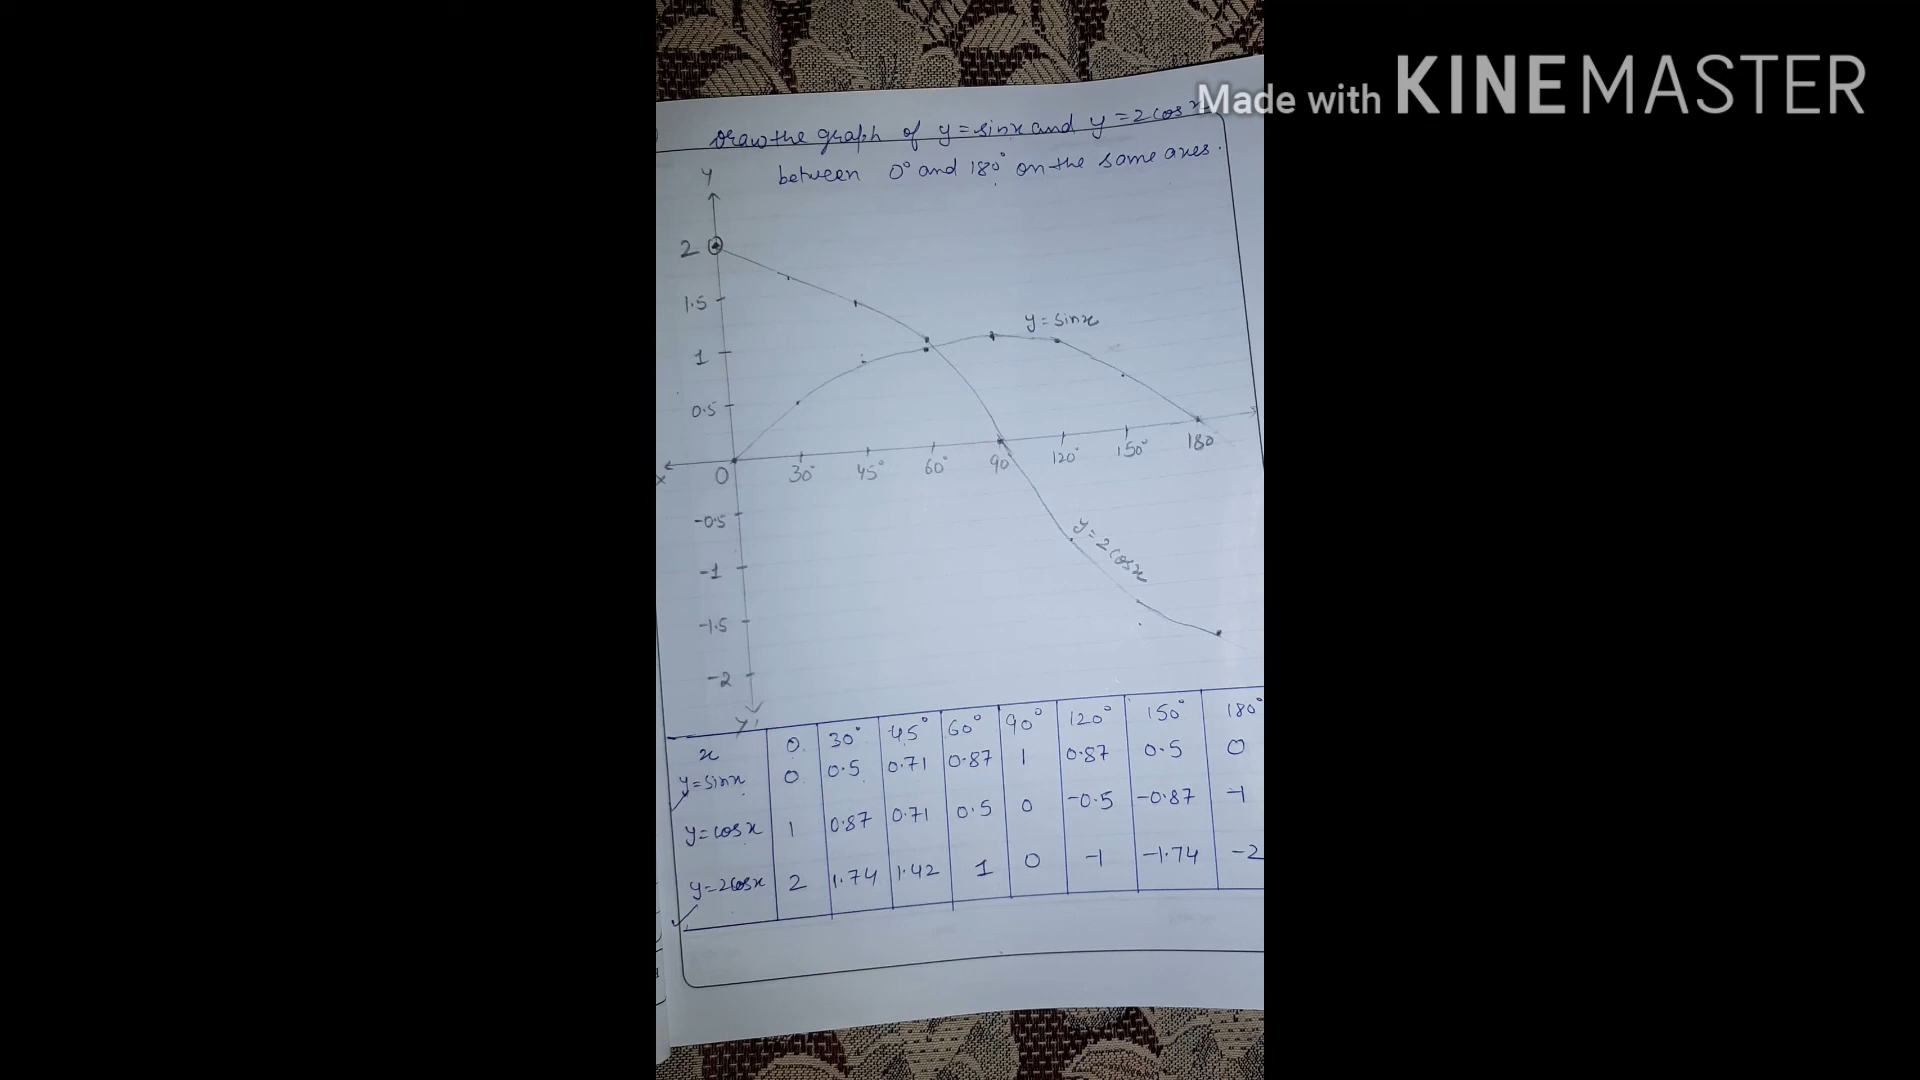 Made with KINEMASTER
Draw the graph of y = sinx and y = 2cosx
between 0° and 180° on the same axes.
Y
2
1.5
y = sinx
1
0.5
180
150°
120°
90°
60°
45°
30°
0
x
-0.5
y = 2cosx
-1
-1.5
-2
Y'
x 0 30° 45° 60° 90° 120° 150° 180°
y=sinx 0 0.5 0.71 0.87 1 0.87 0.5 0
y=cosx 1 0.87 0.71 0.5 0 -0.5 -0.87 -1
y=2cosx 2 1.74 1.42 1 0 -1 -1.74 -2